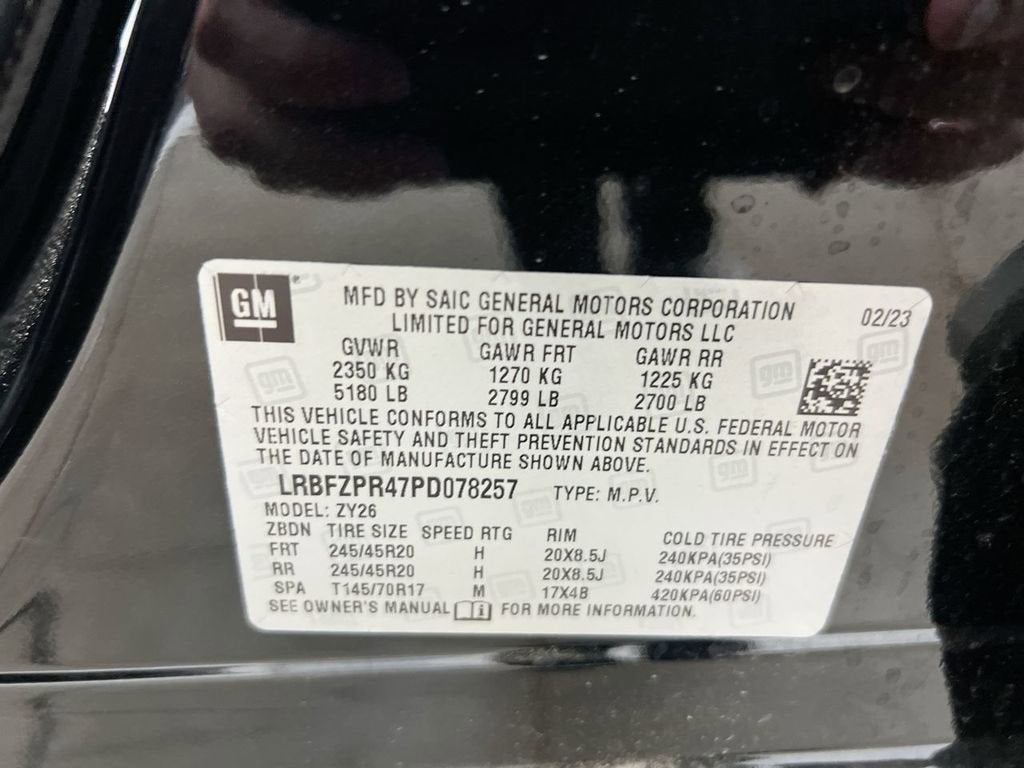 GM
MFD BY SAIC GENERAL MOTORS CORPORATION
LIMITED FOR GENERAL MOTORS LLC
02/23
GVWR GAWR FRT GAWR RR
2350 KG 1270 KG 1225 KG
5180 LB 2799 LB 2700 LB
THIS VEHICLE CONFORMS TO ALL APPLICABLE U.S. FEDERAL MOTOR
VEHICLE SAFETY AND THEFT PREVENTION STANDARDS IN EFFECT ON
THE DATE OF MANUFACTURE SHOWN ABOVE.
LRBFZPR47PD078257 TYPE: M.P.V.
MODEL: ZY26
ZBDN TIRE SIZE SPEED RTG RIM COLD TIRE PRESSURE
FRT 245/45R20 H 20X8.5J 240KPA(35PSI)
RR 245/45R20 H 20X8.5J 240KPA(35PSI)
SPA T145/70R17 M 17X4B 420KPA(60PSI)
SEE OWNER'S MANUAL FOR MORE INFORMATION.